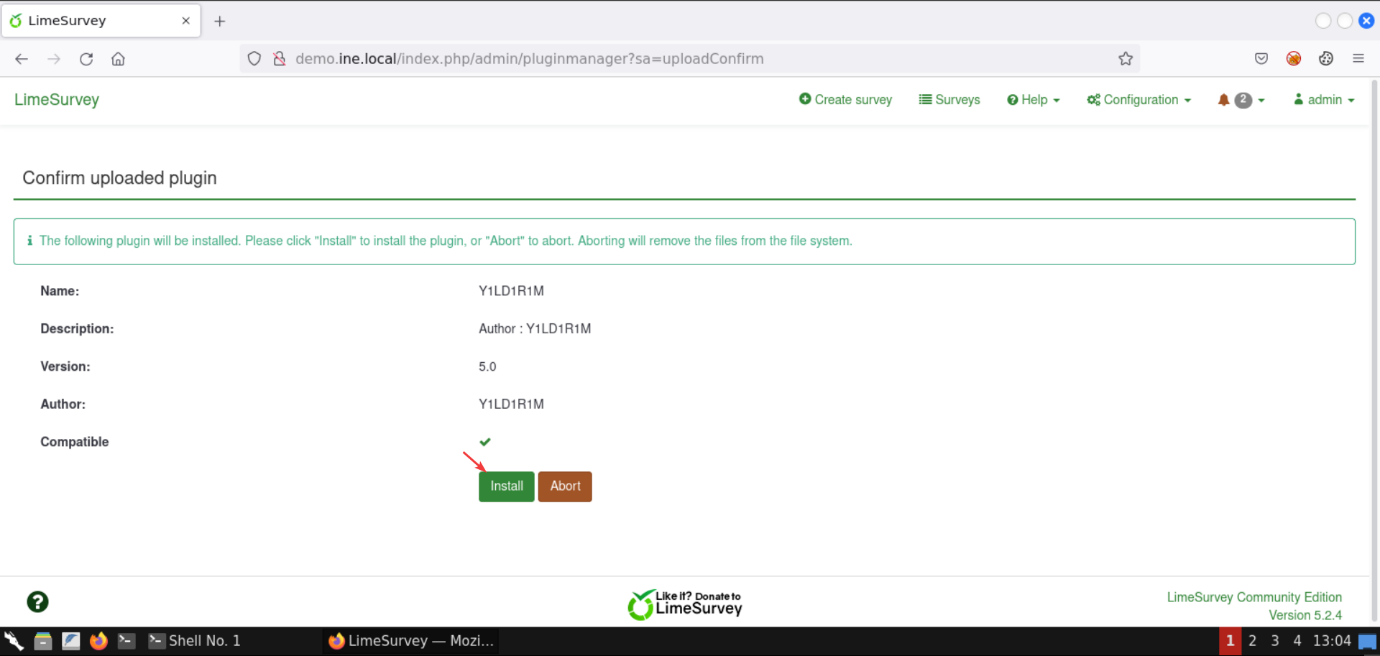 LimeSurvey
demo.ine.local/index.php/admin/pluginmanager?sa=uploadConfirm
LimeSurvey Create survey Surveys Help Configuration 2 admin
Confirm uploaded plugin
The following plugin will be installed. Please click "Install" to install the plugin, or "Abort" to abort. Aborting will remove the files from the file system.
Name: Y1LD1R1M
Description: Author : Y1LD1R1M
Version: 5.0
Author: Y1LD1R1M
Compatible
Install Abort
Like it? Donate to
LimeSurvey
LimeSurvey Community Edition
Version 5.2.4
Shell No. 1 LimeSurvey — Mozi... 1 2 3 4 13:04